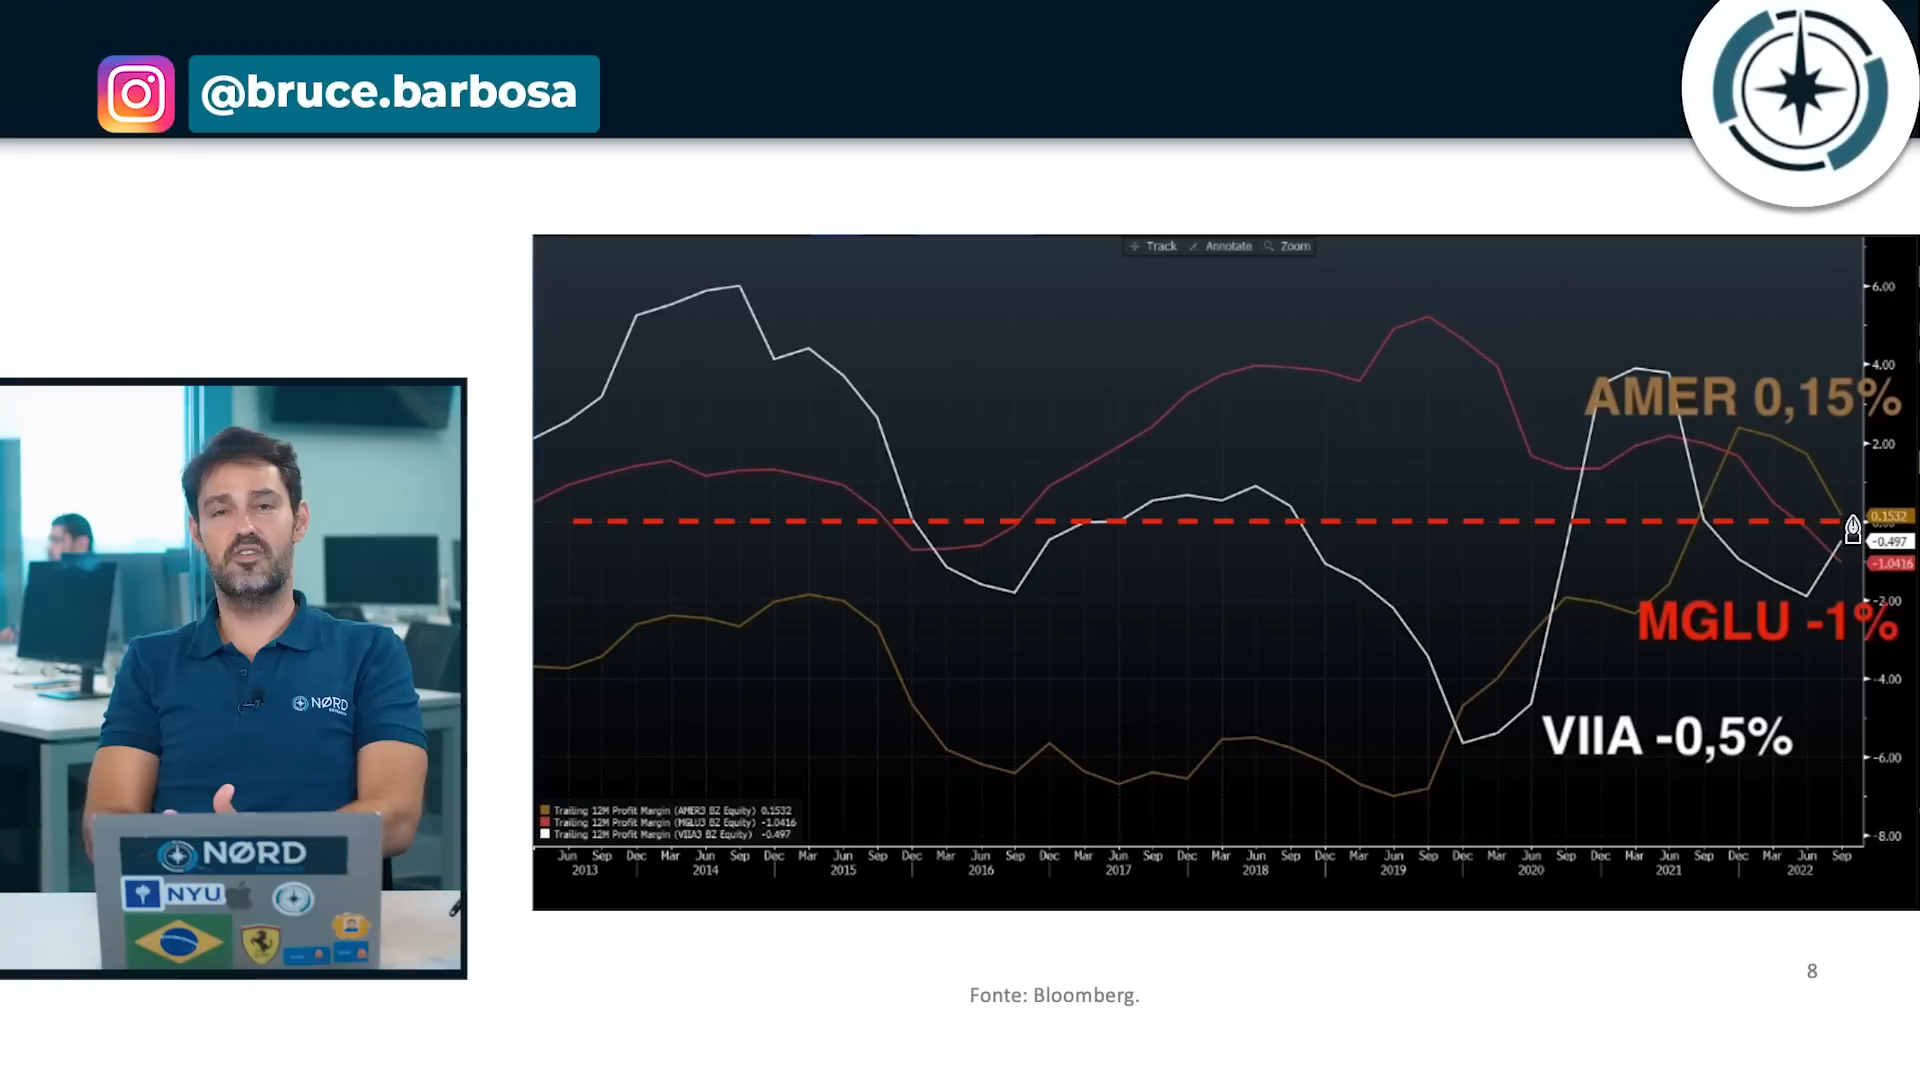 @bruce.barbosa
Track Annotate Zoom
6.00
4.00
AMER 0,15%
2.00
0.1532
0.00
-0.497
-1.0416
-2.00
MGLU -1%
-4.00
VIIA -0,5%
-6.00
Trailing 12M Profit Margin (AMER3 BZ Equity) 0.1532
Trailing 12M Profit Margin (MGLU3 BZ Equity) -1.0416
Trailing 12M Profit Margin (VIIA3 BZ Equity) -0.497
-8.00
Jun Sep Dec Mar Jun Sep Dec Mar Jun Sep Dec Mar Jun Sep Dec Mar Jun Sep Dec Mar Jun Sep Dec Mar Jun Sep Dec Mar Jun Sep Dec Mar Jun Sep Dec Mar Jun Sep
2013 2014 2015 2016 2017 2018 2019 2020 2021 2022
NØRD
RESEARCH
NØRD
RESEARCH
NYU
8
Fonte: Bloomberg.